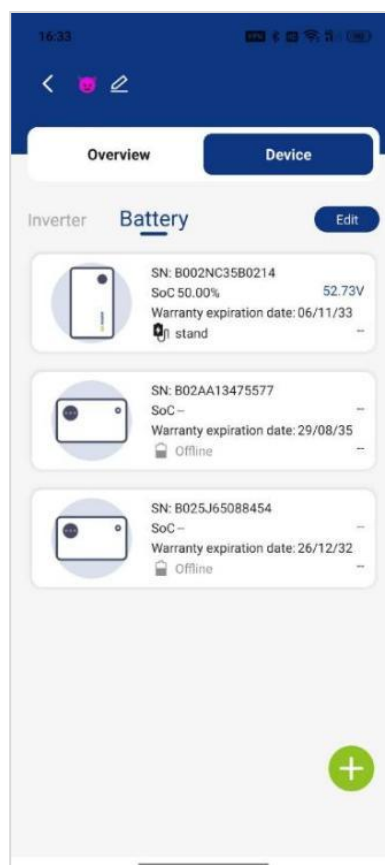 16:33
Overview
Device
Inverter
Battery
Edit
SN: B002NC35B0214
SoC 50.00%
52.73V
Warranty expiration date: 06/11/33
stand
--
SN: B02AA13475577
SoC --
--
Warranty expiration date: 29/08/35
Offline
--
SN: B025J65088454
SoC --
--
Warranty expiration date: 26/12/32
Offline
--